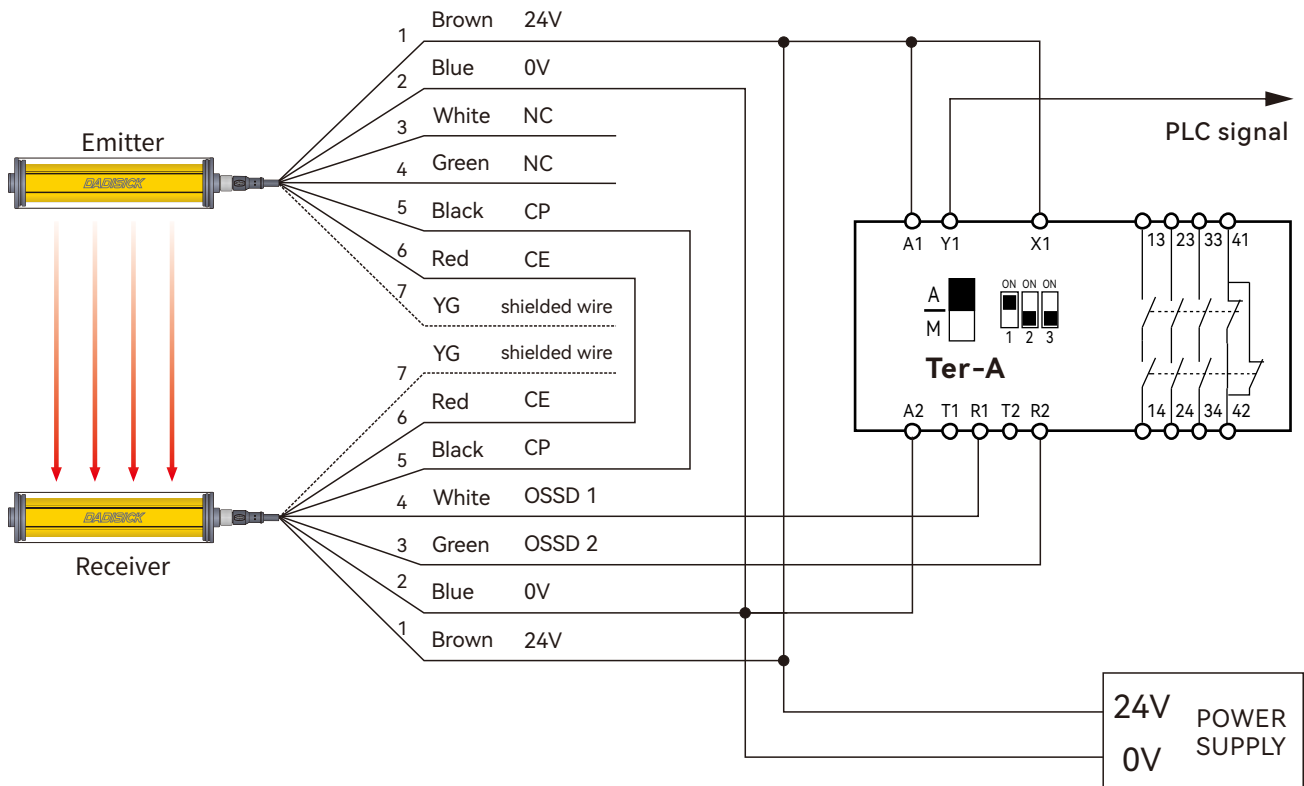 Brown 24V
1
Blue 0V
2
White NC
3
Green NC
4
Black CP
5
Red CE
6
YG shielded wire
7
Emitter
DADISICK
YG shielded wire
7
Red CE
6
Black CP
5
White OSSD 1
4
Green OSSD 2
3
Blue 0V
2
Brown 24V
1
DADISICK
Receiver
PLC signal
A1 Y1 X1 13 23 33 41
ON ON ON
A
M
1 2 3
Ter-A
A2 T1 R1 T2 R2 14 24 34 42
24V
0V
POWER
SUPPLY